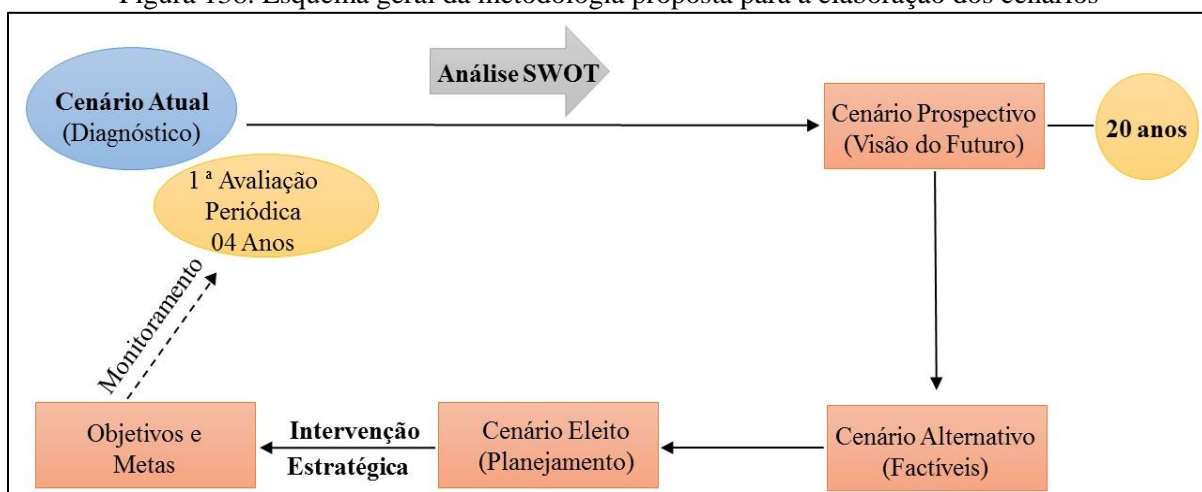 Figura 138. Esquema geral da metodologia proposta para a elaboração dos cenários
Análise SWOT
Cenário Atual
(Diagnóstico)
Cenário Prospectivo
(Visão do Futuro)
20 anos
1 ª Avaliação
Periódica
04 Anos
Monitoramento
Objetivos e
Metas
Intervenção
Estratégica
Cenário Eleito
(Planejamento)
Cenário Alternativo
(Factíveis)